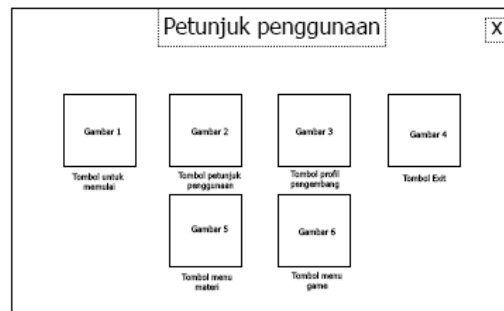 Petunjuk penggunaan
X
Gambar 1
Gambar 2
Gambar 3
Gambar 4
Tombol untuk
memulai
Tombol petunjuk
penggunaan
Tombol profil
pengembang
Tombol Exit
Gambar 5
Gambar 6
Tombol menu
materi
Tombol menu
game